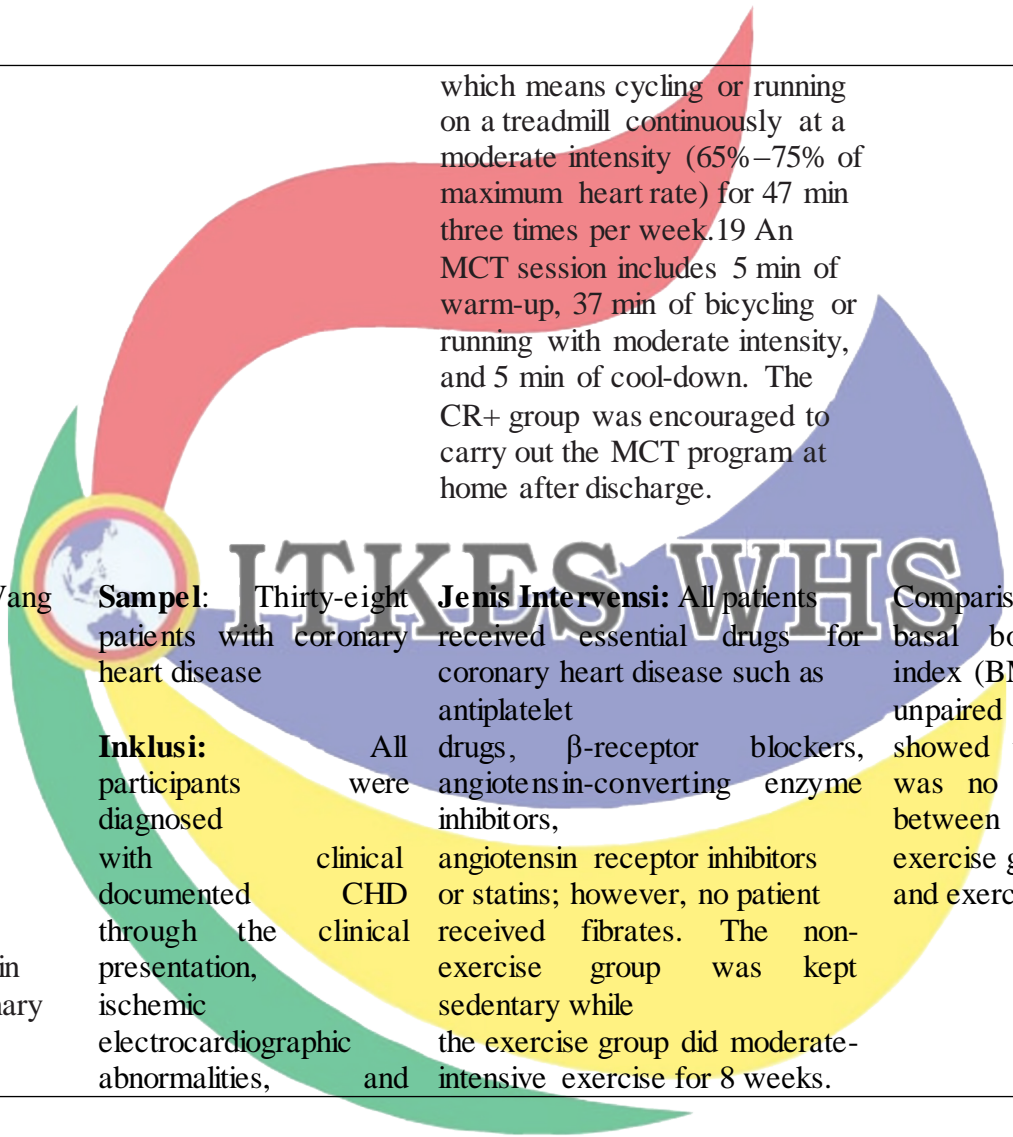 which means cycling or running
on a treadmill continuously at a
moderate intensity (65%–75% of
maximum heart rate) for 47 min
three times per week.19 An
MCT session includes 5 min of
warm-up, 37 min of bicycling or
running with moderate intensity,
and 5 min of cool-down. The
CR+ group was encouraged to
carry out the MCT program at
home after discharge.
ITKES WHS
in
Sampel: Thirty-eight
patients with coronary
heart disease
Inklusi: All
participants were
diagnosed
with clinical
documented CHD
through the clinical
presentation,
ischemic
electrocardiographic
abnormalities, and
Jenis Intervensi: All patients
received essential drugs for
coronary heart disease such as
antiplatelet
drugs, β-receptor blockers,
angiotensin-converting enzyme
inhibitors,
angiotensin receptor inhibitors
or statins; however, no patient
received fibrates. The non-
exercise group was kept
sedentary while
the exercise group did moderate-
intensive exercise for 8 weeks.
basal
index
unpaired
showed
was no
between
exercise
and